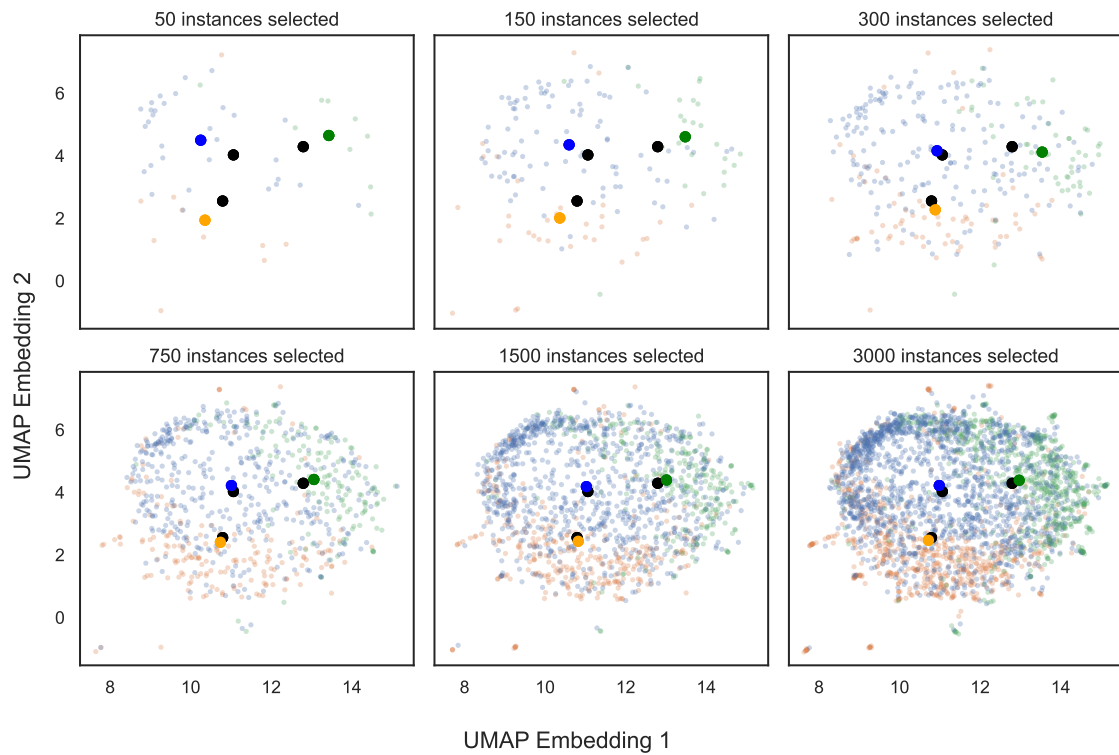 50 instances selected
150 instances selected
300 instances selected
6
4
2
0
UMAP Embedding 2
750 instances selected
1500 instances selected
3000 instances selected
6
4
2
0
8 10 12 14
8 10 12 14
8 10 12 14
UMAP Embedding 1